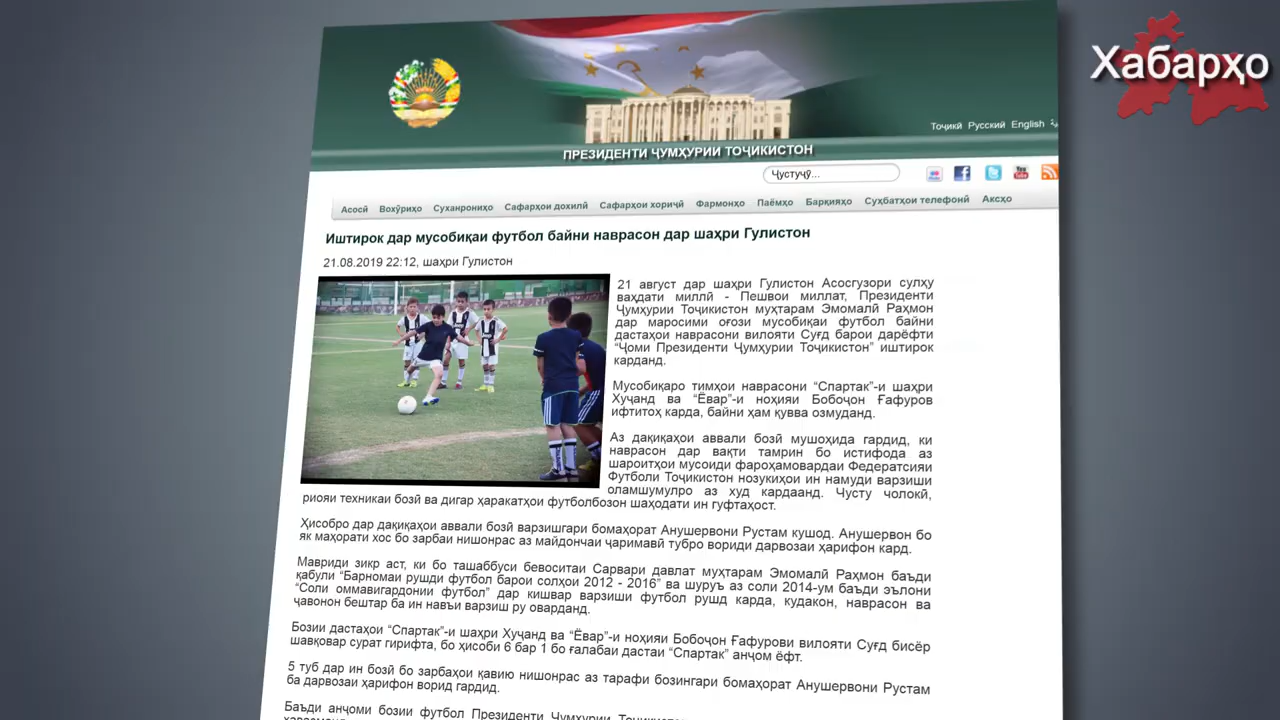 Хабарҳо
Тоҷикӣ Русский English
ПРЕЗИДЕНТИ ҶУМҲУРИИ ТОҶИКИСТОН
Ҷустуҷӯ...
Асосӣ Вохӯриҳо Суханрониҳо Сафарҳои дохилӣ Сафарҳои хориҷӣ Фармонҳо Паёмҳо Барқияҳо Суҳбатҳои телефонӣ Аксҳо
Иштирок дар мусобиқаи футбол байни наврасон дар шаҳри Гулистон
21.08.2019 22:12, шаҳри Гулистон
21 август дар шаҳри Гулистон Асосгузори сулҳу
ваҳдати миллӣ - Пешвои миллат, Президенти
Ҷумҳурии Тоҷикистон муҳтарам Эмомалӣ Раҳмон
дар маросими оғози мусобиқаи футбол байни
дастаҳои наврасони вилояти Суғд барои дарёфти
“Ҷоми Президенти Ҷумҳурии Тоҷикистон” иштирок
карданд.
Мусобиқаро тимҳои наврасони “Спартак”-и шаҳри
Хуҷанд ва “Ёвар”-и ноҳияи Бобоҷон Ғафуров
ифтитоҳ карда, байни ҳам қувва озмуданд.
Аз дақиқаҳои аввали бозӣ мушоҳида гардид, ки
наврасон дар вақти тамрин бо истифода аз
шароитҳои мусоиди фароҳамовардаи Федератсияи
Футболи Тоҷикистон нозукиҳои ин намуди варзиши
оламшумулро аз худ кардаанд. Чусту чолокӣ,
риояи техникаи бозӣ ва дигар ҳаракатҳои футболбозон шаҳодати ин гуфтаҳост.
Ҳисобро дар дақиқаҳои аввали бозӣ варзишгари бомаҳорат Анушервони Рустам кушод. Анушервон бо
як маҳорати хос бо зарбаи нишонрас аз майдончаи ҷаримавӣ тубро вориди дарвозаи ҳарифон кард.
Мавриди зикр аст, ки бо ташаббуси бевоситаи Сарвари давлат муҳтарам Эмомалӣ Раҳмон баъди
қабули “Барномаи рушди футбол барои солҳои 2012 - 2016” ва шуруъ аз соли 2014-ум баъди эълони
“Соли оммавигардонии футбол” дар кишвар варзиши футбол рушд карда, кудакон, наврасон ва
ҷавонон бештар ба ин навъи варзиш ру оварданд.
Бозии дастаҳои “Спартак”-и шаҳри Хуҷанд ва “Ёвар”-и ноҳияи Бобоҷон Ғафурови вилояти Суғд бисёр
шавқовар сурат гирифта, бо ҳисоби 6 бар 1 бо ғалабаи дастаи “Спартак” анҷом ёфт.
5 туб дар ин бозӣ бо зарбаҳои қавию нишонрас аз тарафи бозингари бомаҳорат Анушервони Рустам
ба дарвозаи ҳарифон ворид гардид.
Баъди анҷоми бозии футбол Президенти Ҷумҳурии Тоҷикистон